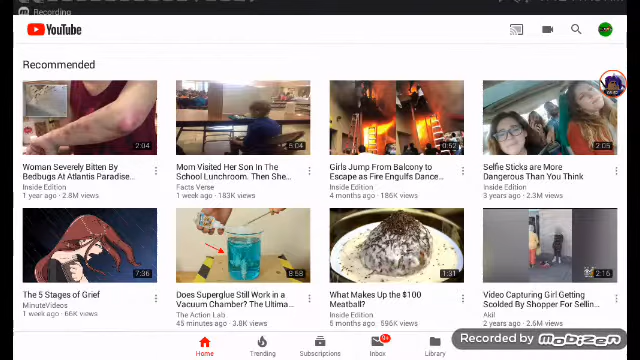 Recording
YouTube
Recommended
2:04
5:04
0:52
2:05
Woman Severely Bitten By
Bedbugs At Atlantis Paradise...
Inside Edition
1 year ago · 2.8M views
Mom Visited Her Son In The
School Lunchroom. Then She...
Facts Verse
1 week ago · 183K views
Girls Jump From Balcony to
Escape as Fire Engulfs Dance...
Inside Edition
4 months ago · 186K views
Selfie Sticks are More
Dangerous Than You Think
Inside Edition
3 years ago · 2.3M views
7:36
8:58
1:31
2:16
The 5 Stages of Grief
MinuteVideos
1 week ago · 66K views
Does Superglue Still Work in a
Vacuum Chamber? The Ultima...
The Action Lab
45 minutes ago · 3.8K views
What Makes Up the $100
Meatball?
Inside Edition
5 months ago · 596K views
Video Capturing Girl Getting
Scolded By Shopper For Sellin...
Akil
2 years ago · 2.5M views
Recorded by mobizen
9+
Home
Trending
Subscriptions
Inbox
Library